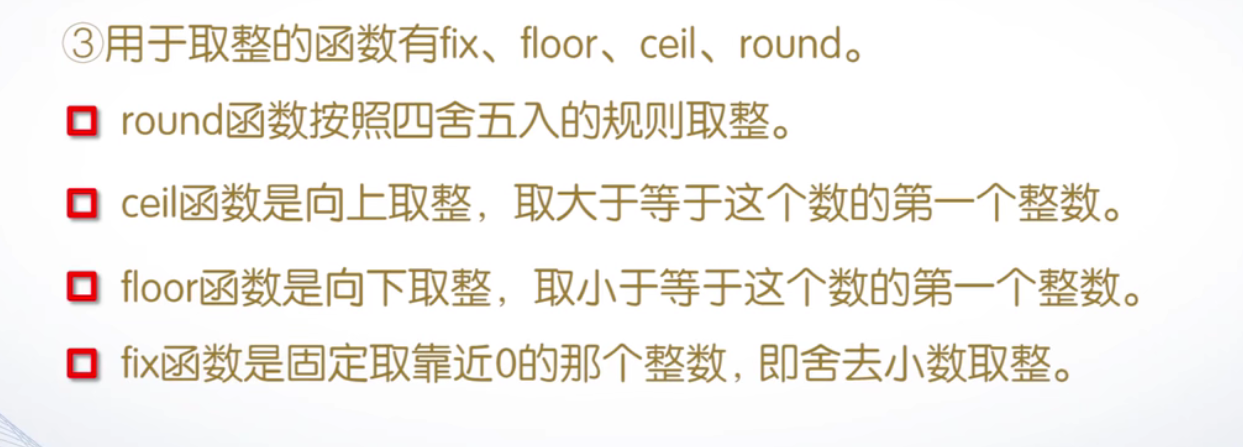 ③用于取整的函数有fix、floor、ceil、round。
round函数按照四舍五入的规则取整。
ceil函数是向上取整，取大于等于这个数的第一个整数。
floor函数是向下取整，取小于等于这个数的第一个整数。
fix函数是固定取靠近0的那个整数，即舍去小数取整。